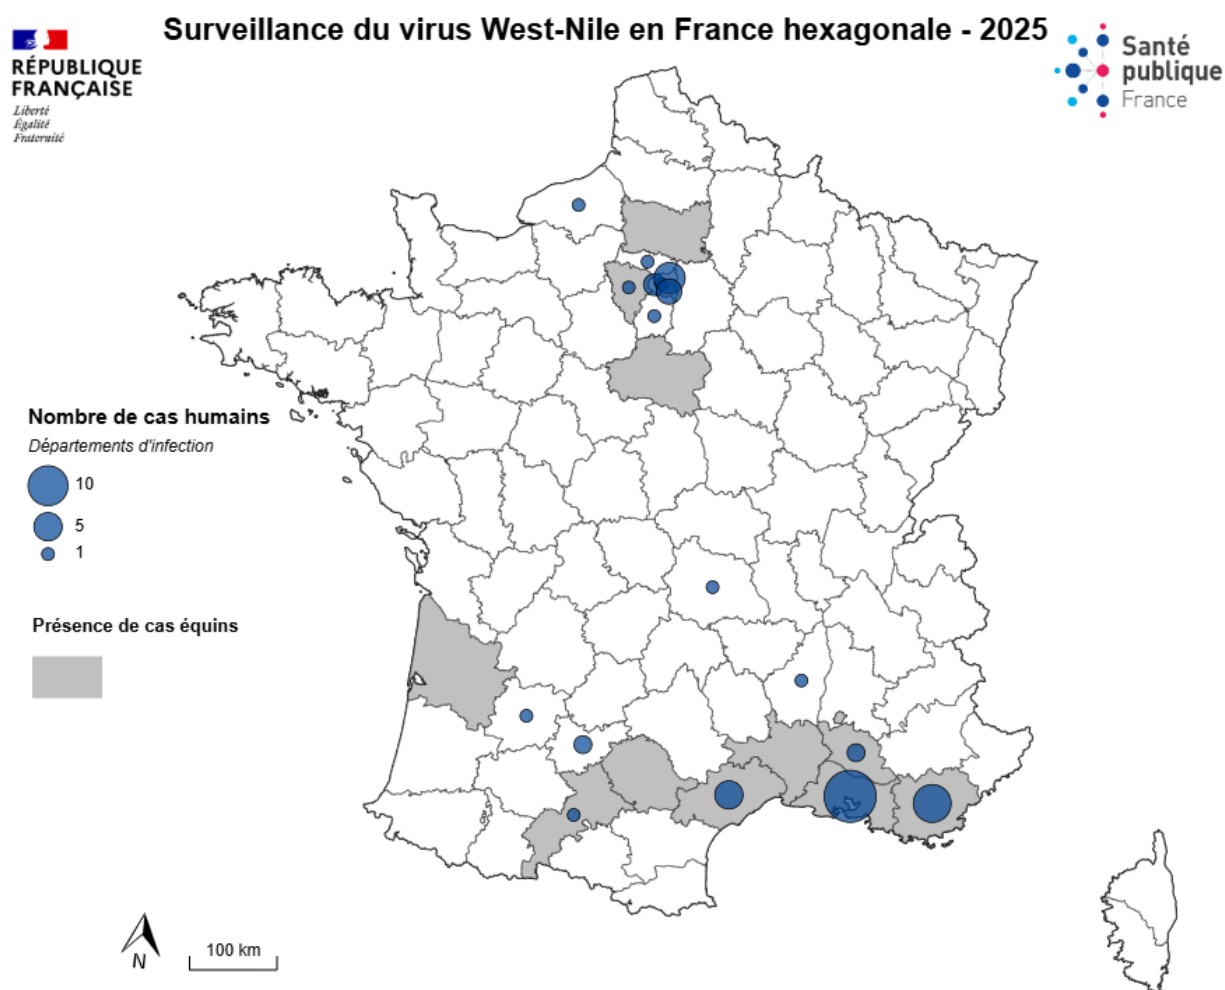 Surveillance du virus West-Nile en France hexagonale - 2025
RÉPUBLIQUE
FRANÇAISE
Liberté
Égalité
Fraternité
Santé
publique
France
Nombre de cas humains
Départements d'infection
10
5
1
Présence de cas équins
N
100 km